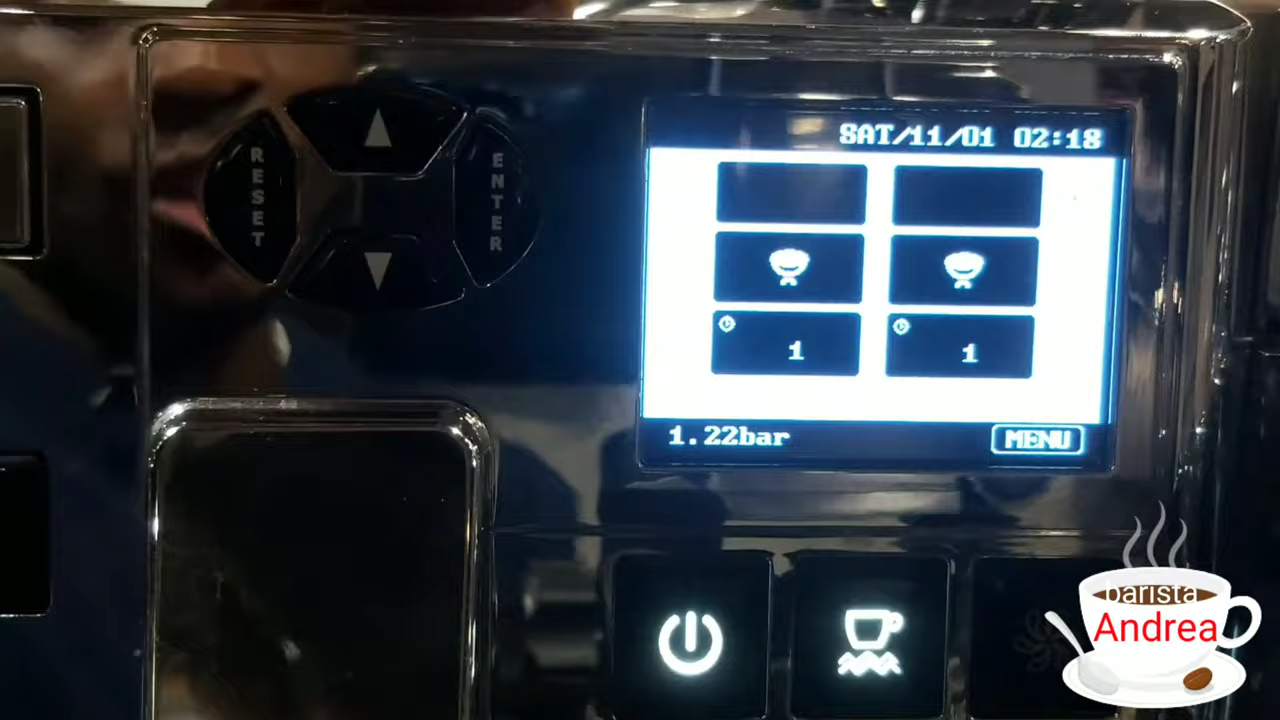 SAT/11/01 02:18
RESET
ENTER
1
1
1.22bar
MENU
barista
Andrea